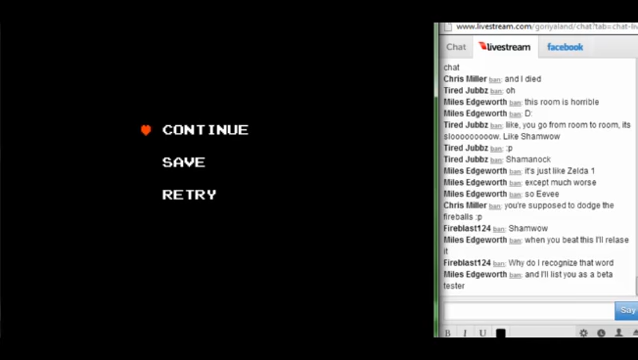 www.livestream.com/goriyaland/chat?tab=chat-li
Chat livestream facebook
CONTINUE
SAVE
RETRY
chat
Chris Miller ban: and I died
Tired Jubbz ban: oh
Miles Edgeworth ban: this room is horrible
Miles Edgeworth ban: D:
Tired Jubbz ban: like, you go from room to room, its
slooooooooow. Like Shamwow
Tired Jubbz ban: :p
Tired Jubbz ban: Shamanock
Miles Edgeworth ban: it's just like Zelda 1
Miles Edgeworth ban: except much worse
Miles Edgeworth ban: so Eevee
Chris Miller ban: you're supposed to dodge the
fireballs :p
Fireblast124 ban: Shamwow
Miles Edgeworth ban: when you beat this I'll relase
it
Fireblast124 ban: Why do I recognize that word
Miles Edgeworth ban: and I'll list you as a beta
tester
Say
B I U